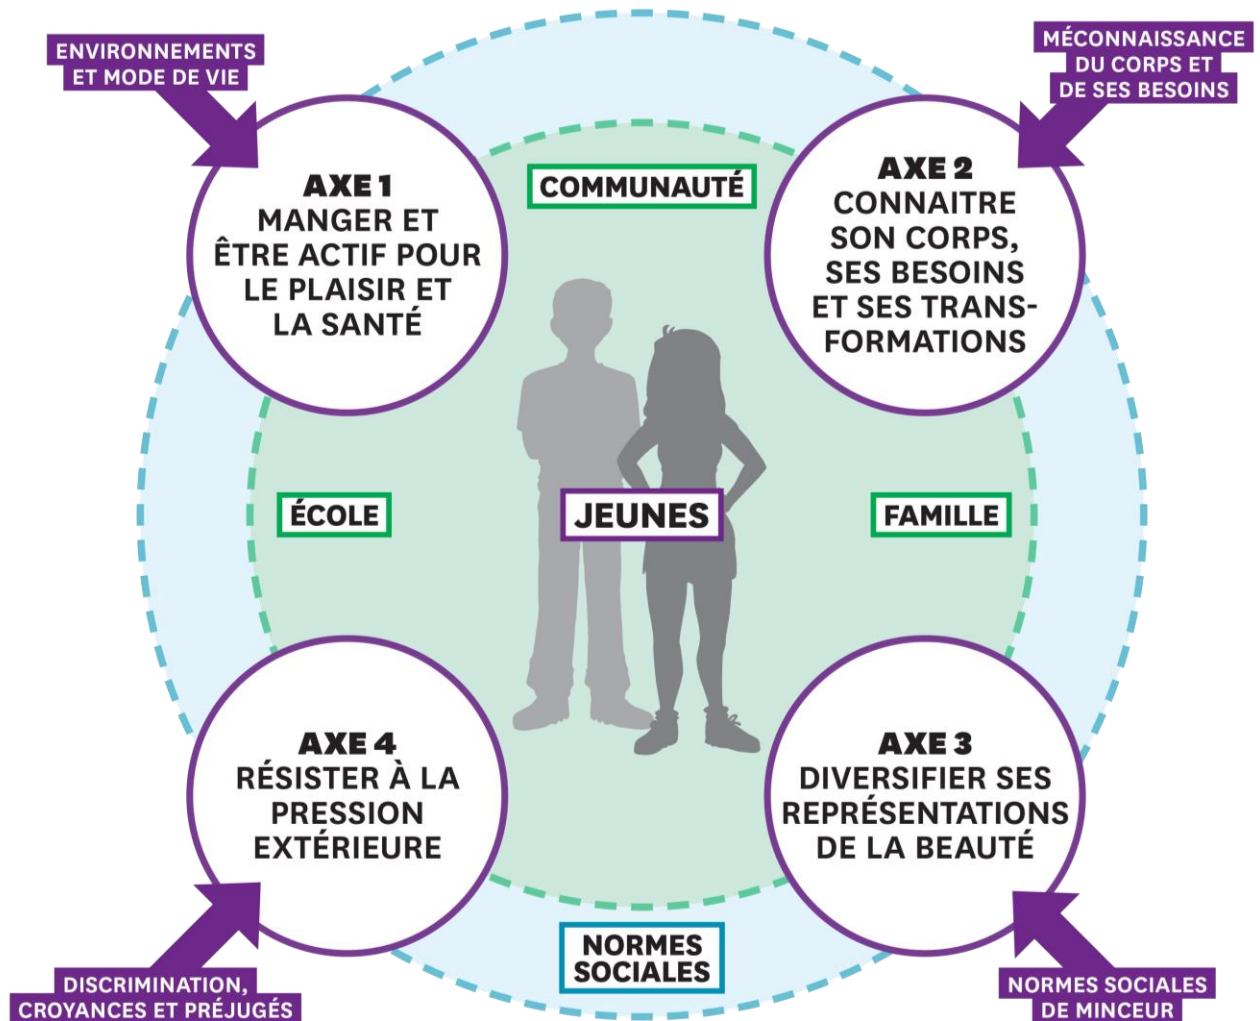 ENVIRONNEMENTS
ET MODE DE VIE
MÉCONNAISSANCE
DU CORPS ET
DE SES BESOINS
AXE 1
MANGER ET
ÊTRE ACTIF POUR
LE PLAISIR ET
LA SANTÉ
COMMUNAUTÉ
AXE 2
CONNAITRE
SON CORPS,
SES BESOINS
ET SES TRANS-
FORMATIONS
ÉCOLE
JEUNES
FAMILLE
AXE 4
RÉSISTER À LA
PRESSION
EXTÉRIEURE
AXE 3
DIVERSIFIER SES
REPRÉSENTATIONS
DE LA BEAUTÉ
NORMES
SOCIALES
DISCRIMINATION,
CROYANCES ET PRÉJUGÉS
NORMES SOCIALES
DE MINCEUR